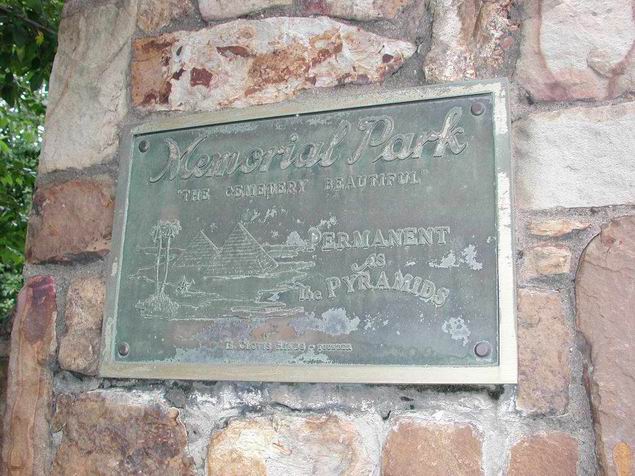 Memorial Park
"THE CEMETERY BEAUTIFUL"
PERMANENT
as
The PYRAMIDS